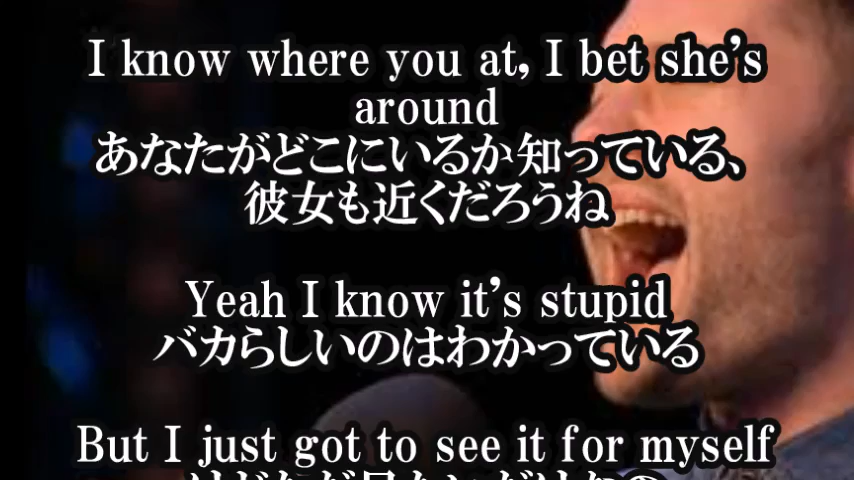 I know where you at, I bet she's
around
あなたがどこにいるか知っている、
彼女も近くだろうね
Yeah I know it's stupid
バカらしいのはわかっている
But I just got to see it for myself